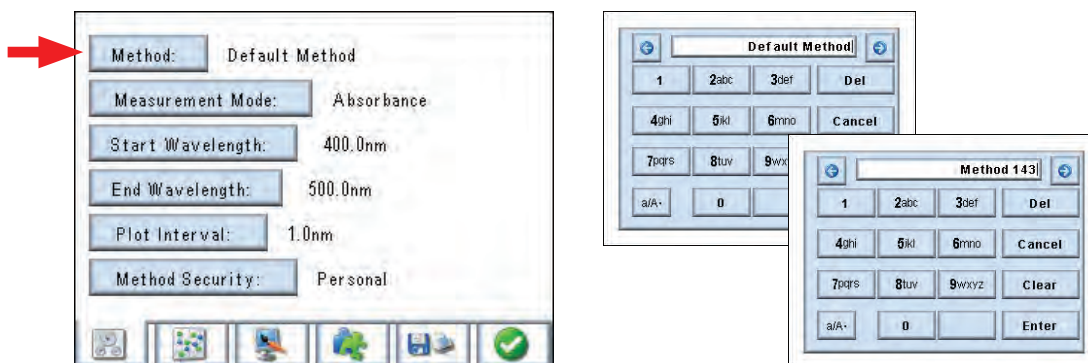 Method: Default Method
Measurement Mode: Absorbance
Start Wavelength: 400.0nm
End Wavelength: 500.0nm
Plot Interval: 1.0nm
Method Security: Personal
Default Method
1 2abc 3def Del
4ghi 5jkl 6mno Cancel
7pqrs 8tuv 9wx
a/A 0
Method 143
1 2abc 3def Del
4ghi 5jkl 6mno Cancel
7pqrs 8tuv 9wxyz Clear
a/A 0 Enter